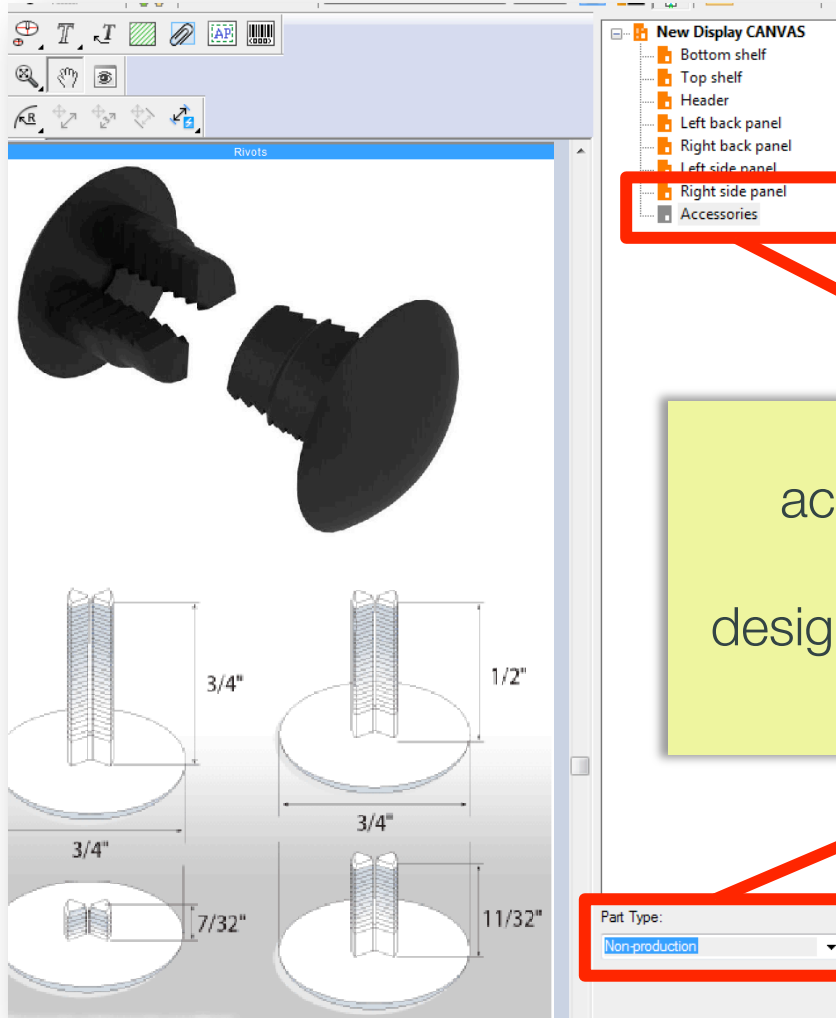 AP
R
Rivots
New Display CANVAS
Bottom shelf
Top shelf
Header
Left back panel
Right back panel
Left side panel
Right side panel
Accessories
ac
desig
3/4"
1/2"
3/4"
3/4"
7/32"
11/32"
Part Type:
Non-production